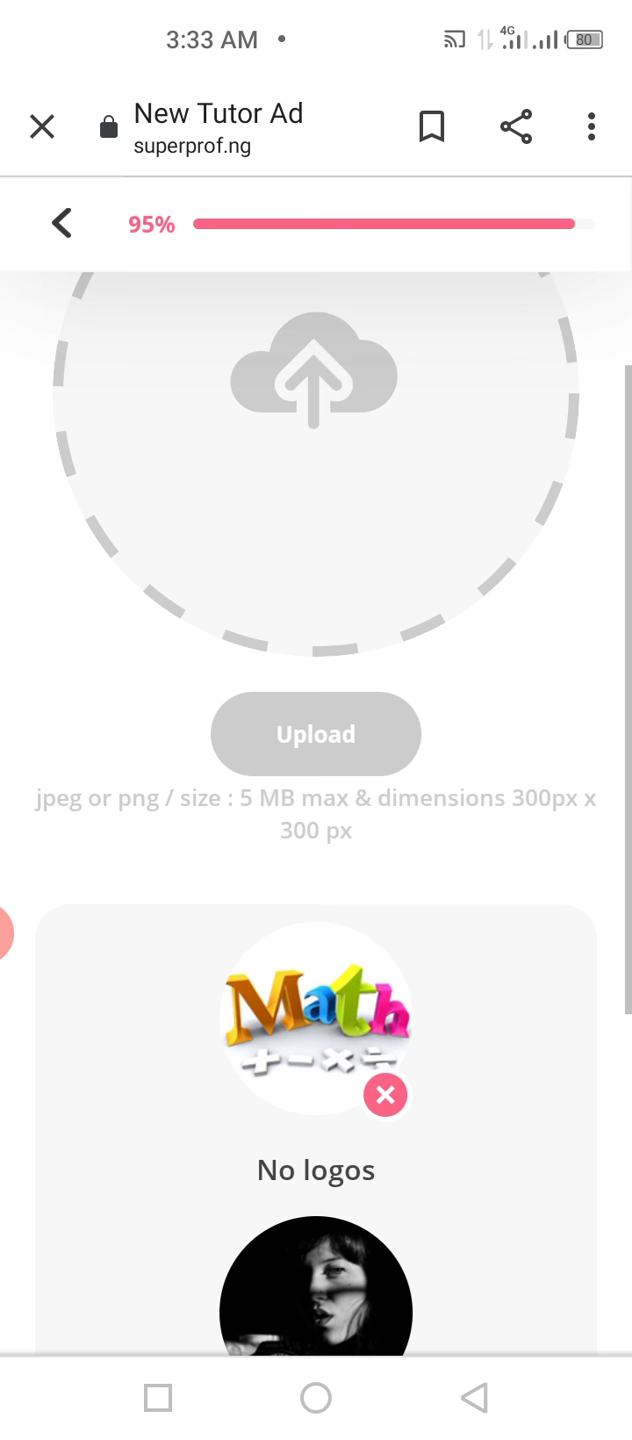 3:33 AM
4G
80
New Tutor Ad
superprof.ng
95%
Upload
jpeg or png / size : 5 MB max & dimensions 300px x
300 px
Math
+ - × ÷
No logos